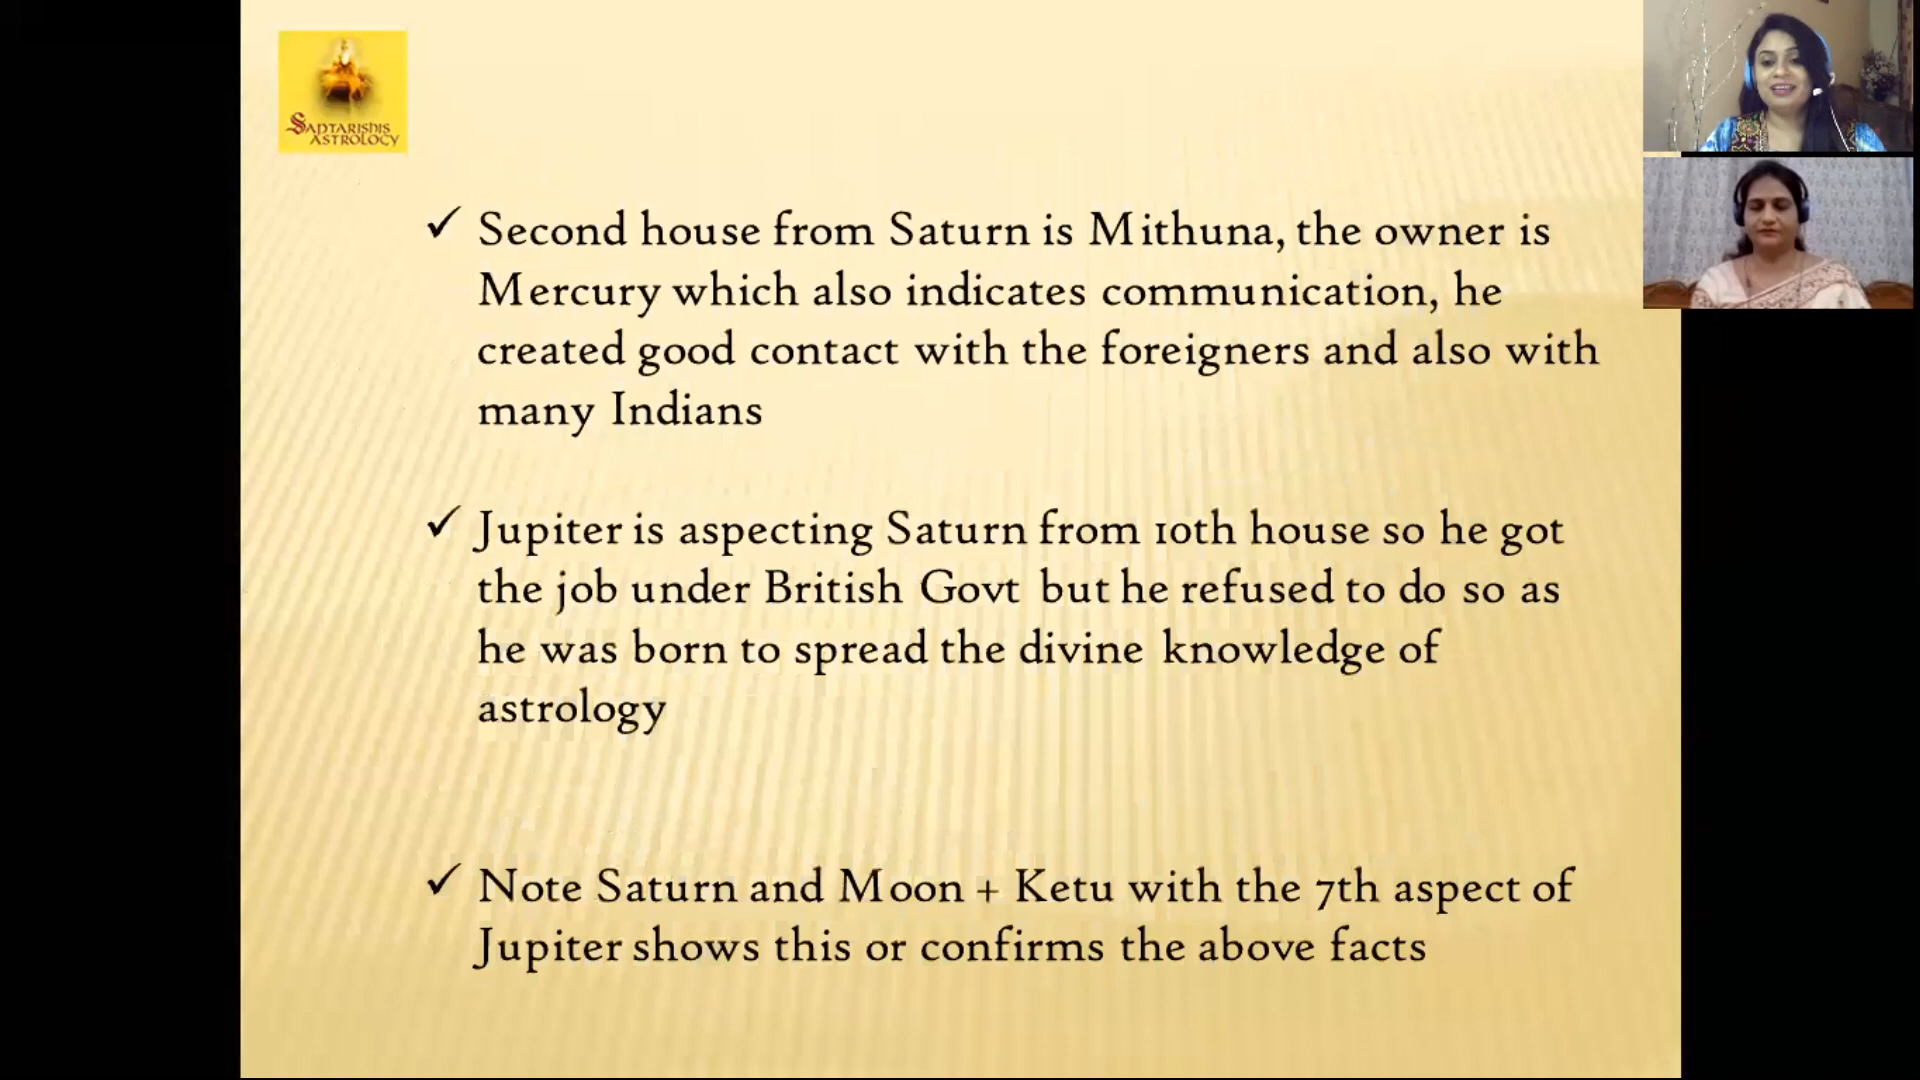 SAPTARISHIS
ASTROLOGY
✓ Second house from Saturn is Mithuna, the owner is
Mercury which also indicates communication, he
created good contact with the foreigners and also with
many Indians
✓ Jupiter is aspecting Saturn from 10th house so he got
the job under British Govt but he refused to do so as
he was born to spread the divine knowledge of
astrology
✓ Note Saturn and Moon + Ketu with the 7th aspect of
Jupiter shows this or confirms the above facts